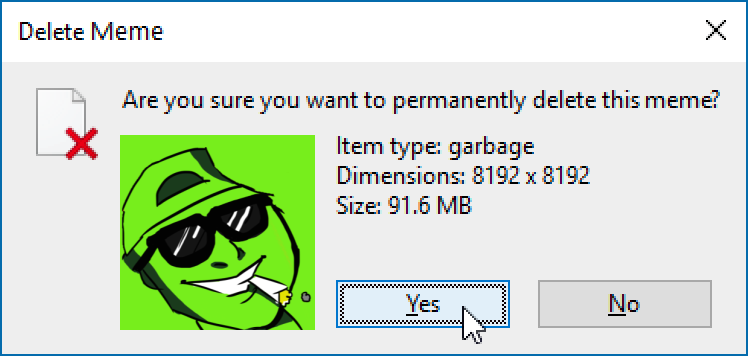 Delete Meme
Are you sure you want to permanently delete this meme?
Item type: garbage
Dimensions: 8192 x 8192
Size: 91.6 MB
Yes
No